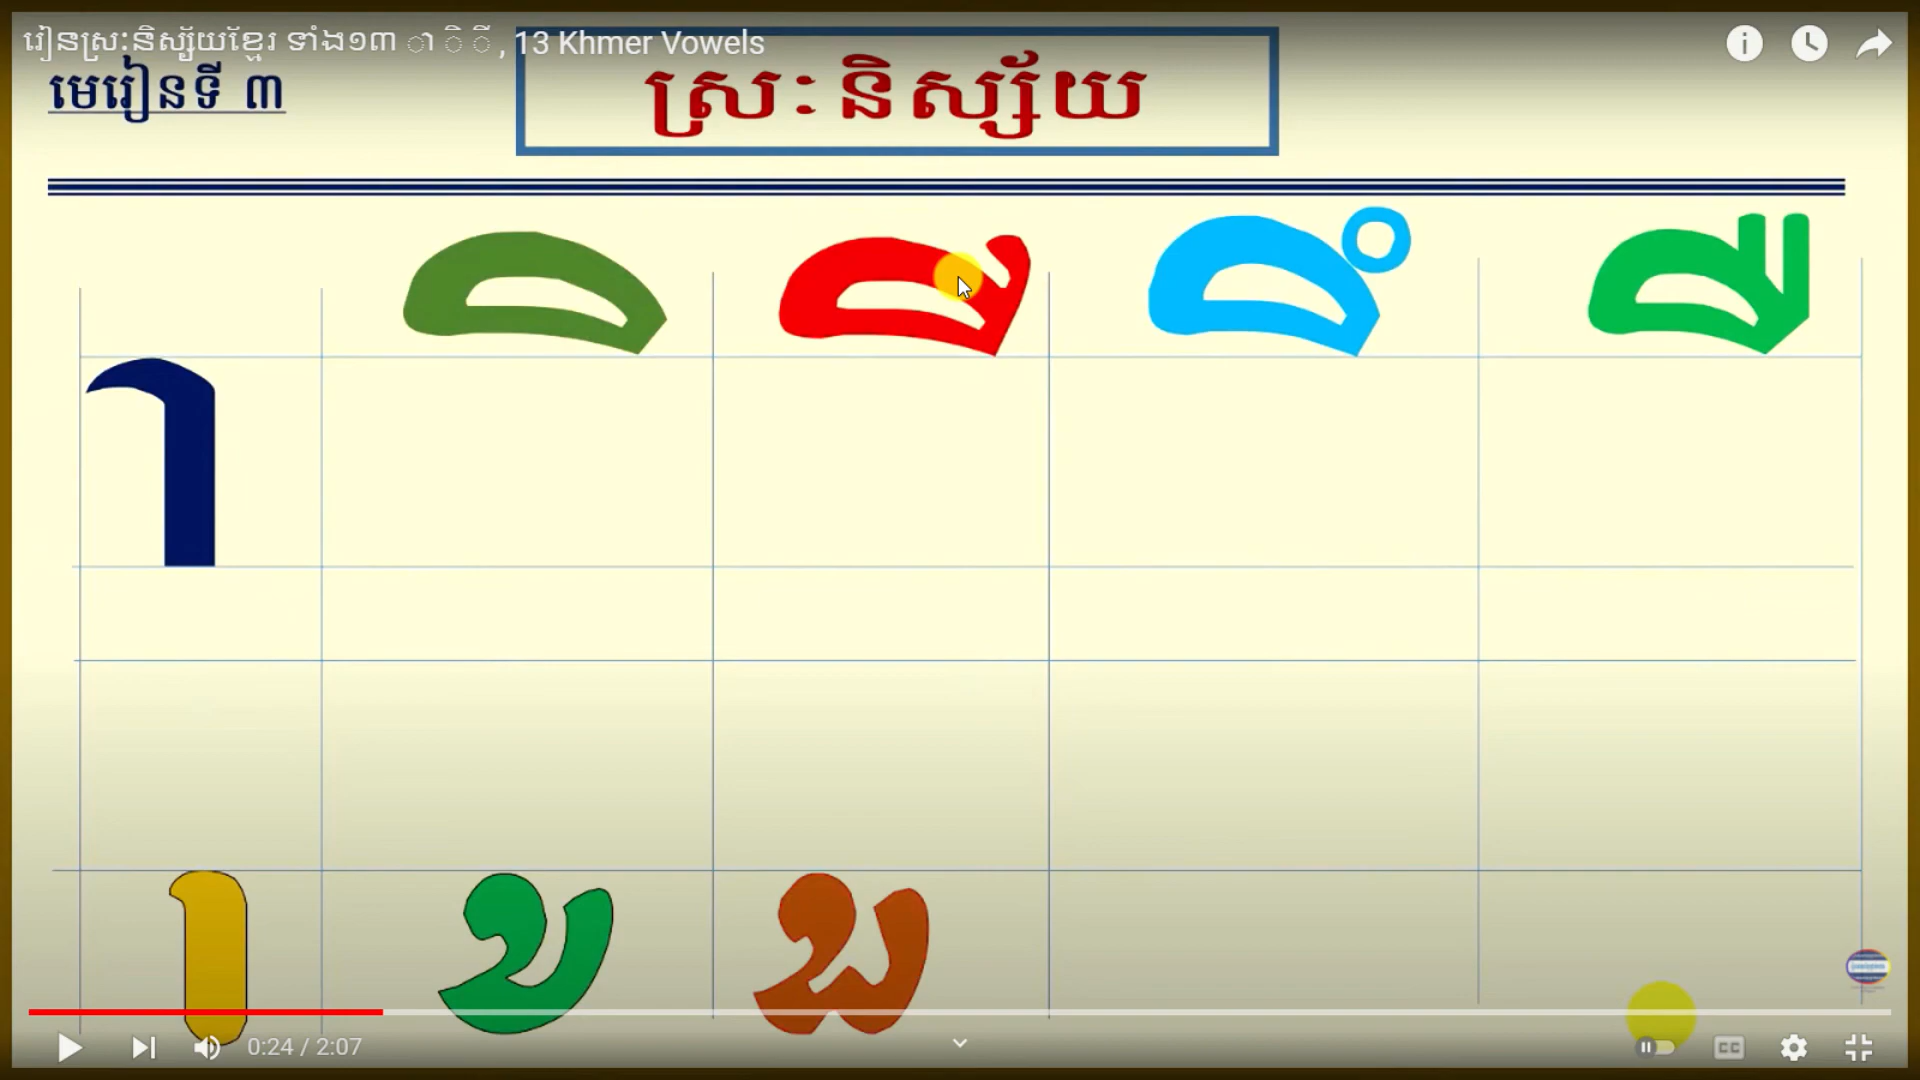 រៀនស្រៈនិស្ស័យខ្មែរ ទាំង១៣ ា ិ ី , 13 Khmer Vowels
មេរៀនទី ៣
ស្រៈនិស្ស័យ
ិ ី ឹ ឺ
ា
ុ ូ ួ
0:24 / 2:07
CC